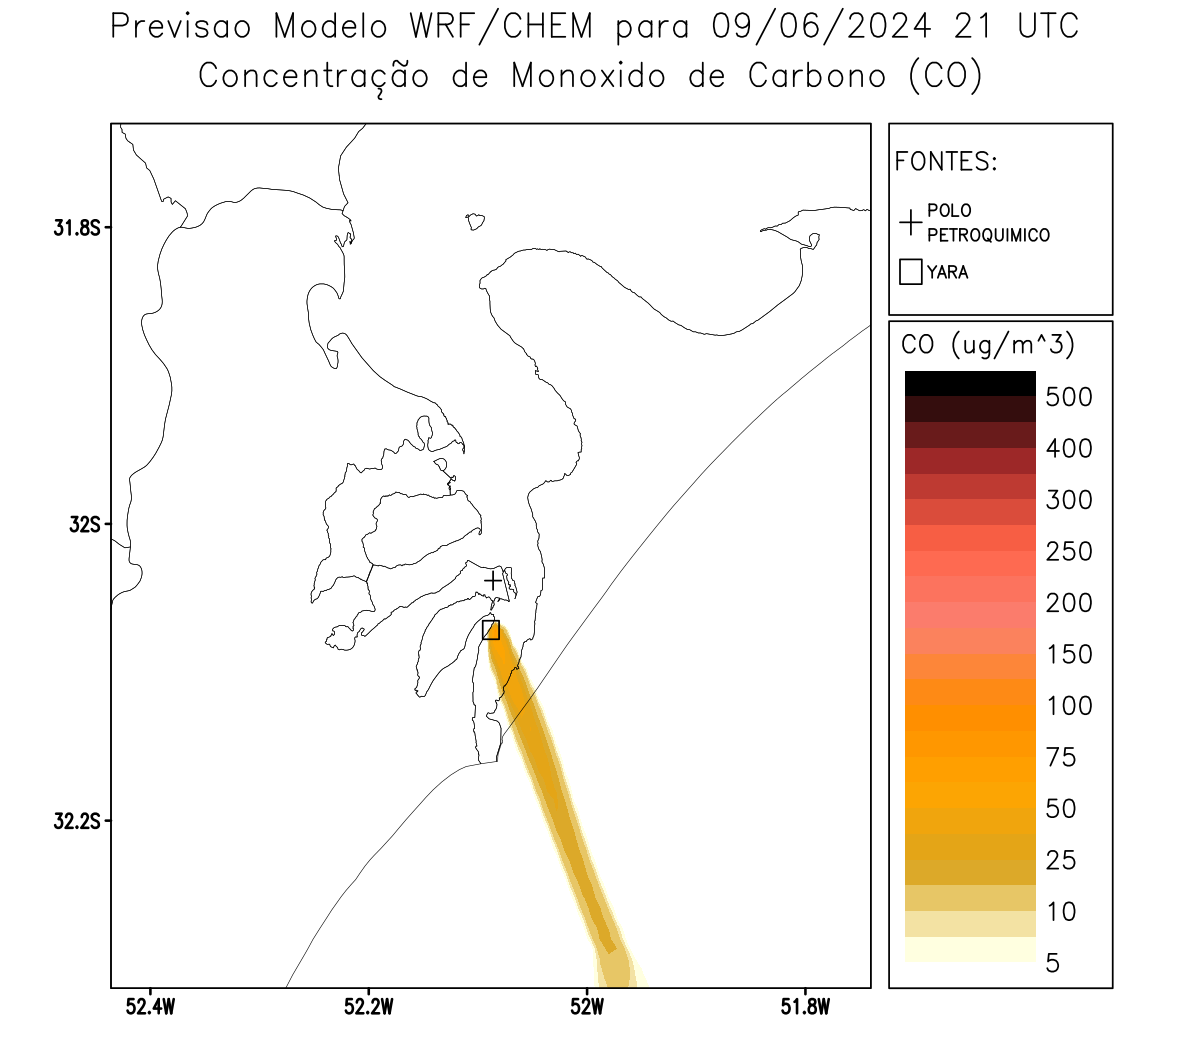 Previsao Modelo WRF/CHEM para 09/06/2024 21 UTC
Concentração de Monoxido de Carbono (CO)
FONTES:
POLO
PETROQUIMICO
YARA
CO (ug/m^3)
500
400
300
250
200
150
100
75
50
25
10
5
31.8S
32S
32.2S
52.4W
52.2W
52W
51.8W